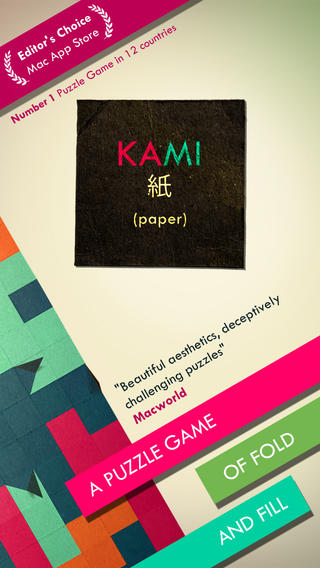 Editor's Choice
Mac App Store
Number 1 Puzzle Game in 12 countries
KAMI
紙
(paper)
"Beautiful aesthetics, deceptively
challenging puzzles"
Macworld
A PUZZLE GAME
OF FOLD
AND FILL